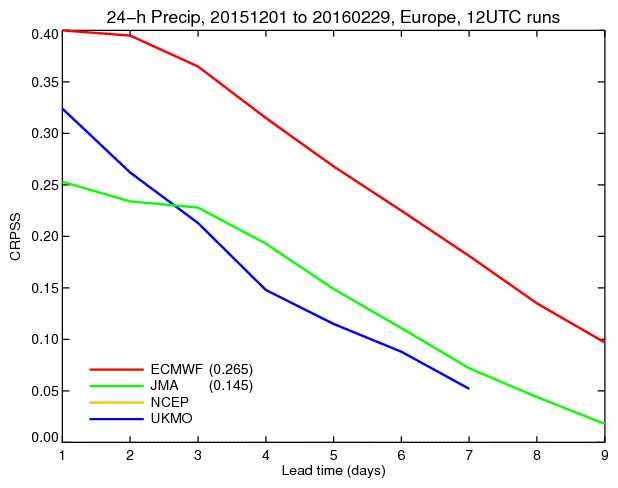 24-h Precip, 20151201 to 20160229, Europe, 12UTC runs
0.40
0.35
0.30
0.25
0.20
0.15
0.10
0.05
0.00
CRPSS
ECMWF (0.265)
JMA (0.145)
NCEP
UKMO
1 2 3 4 5 6 7 8 9
Lead time (days)